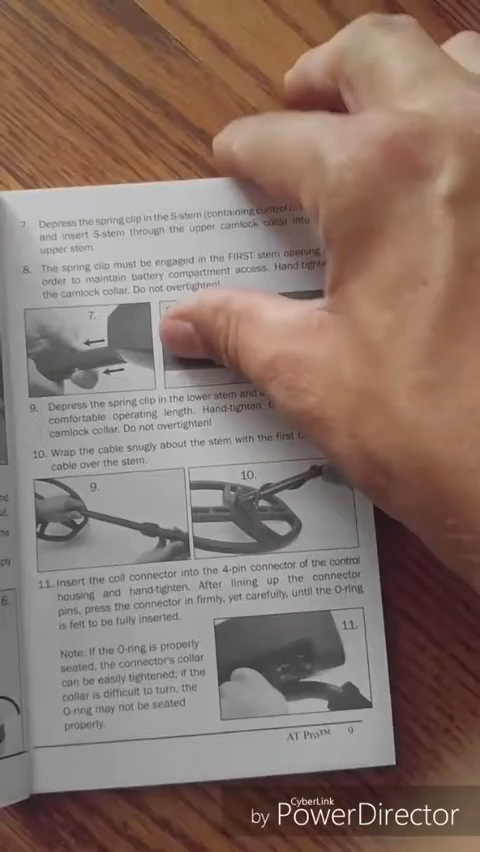 7. Depress the spring clip in the S-stem (containing control
and insert S-stem through the upper camlock collar into
upper stem.
8. The spring clip must be engaged in the FIRST stem opening
order to maintain battery compartment access. Hand-tighten
the camlock collar. Do not overtighten!
7.
9. Depress the spring clip in the lower stem and
comfortable operating length. Hand-tighten
camlock collar. Do not overtighten!
10. Wrap the cable snugly about the stem with the first
cable over the stem.
9.
10.
11. Insert the coil connector into the 4-pin connector of the control
housing and hand-tighten. After lining up the connector
pins, press the connector in firmly, yet carefully, until the O-ring
is felt to be fully inserted.
Note: If the O-ring is properly
seated, the connector's collar
can be easily tightened; if the
collar is difficult to turn, the
O-ring may not be seated
properly.
11.
AT Pro™ 9
6.
by CyberLink PowerDirector